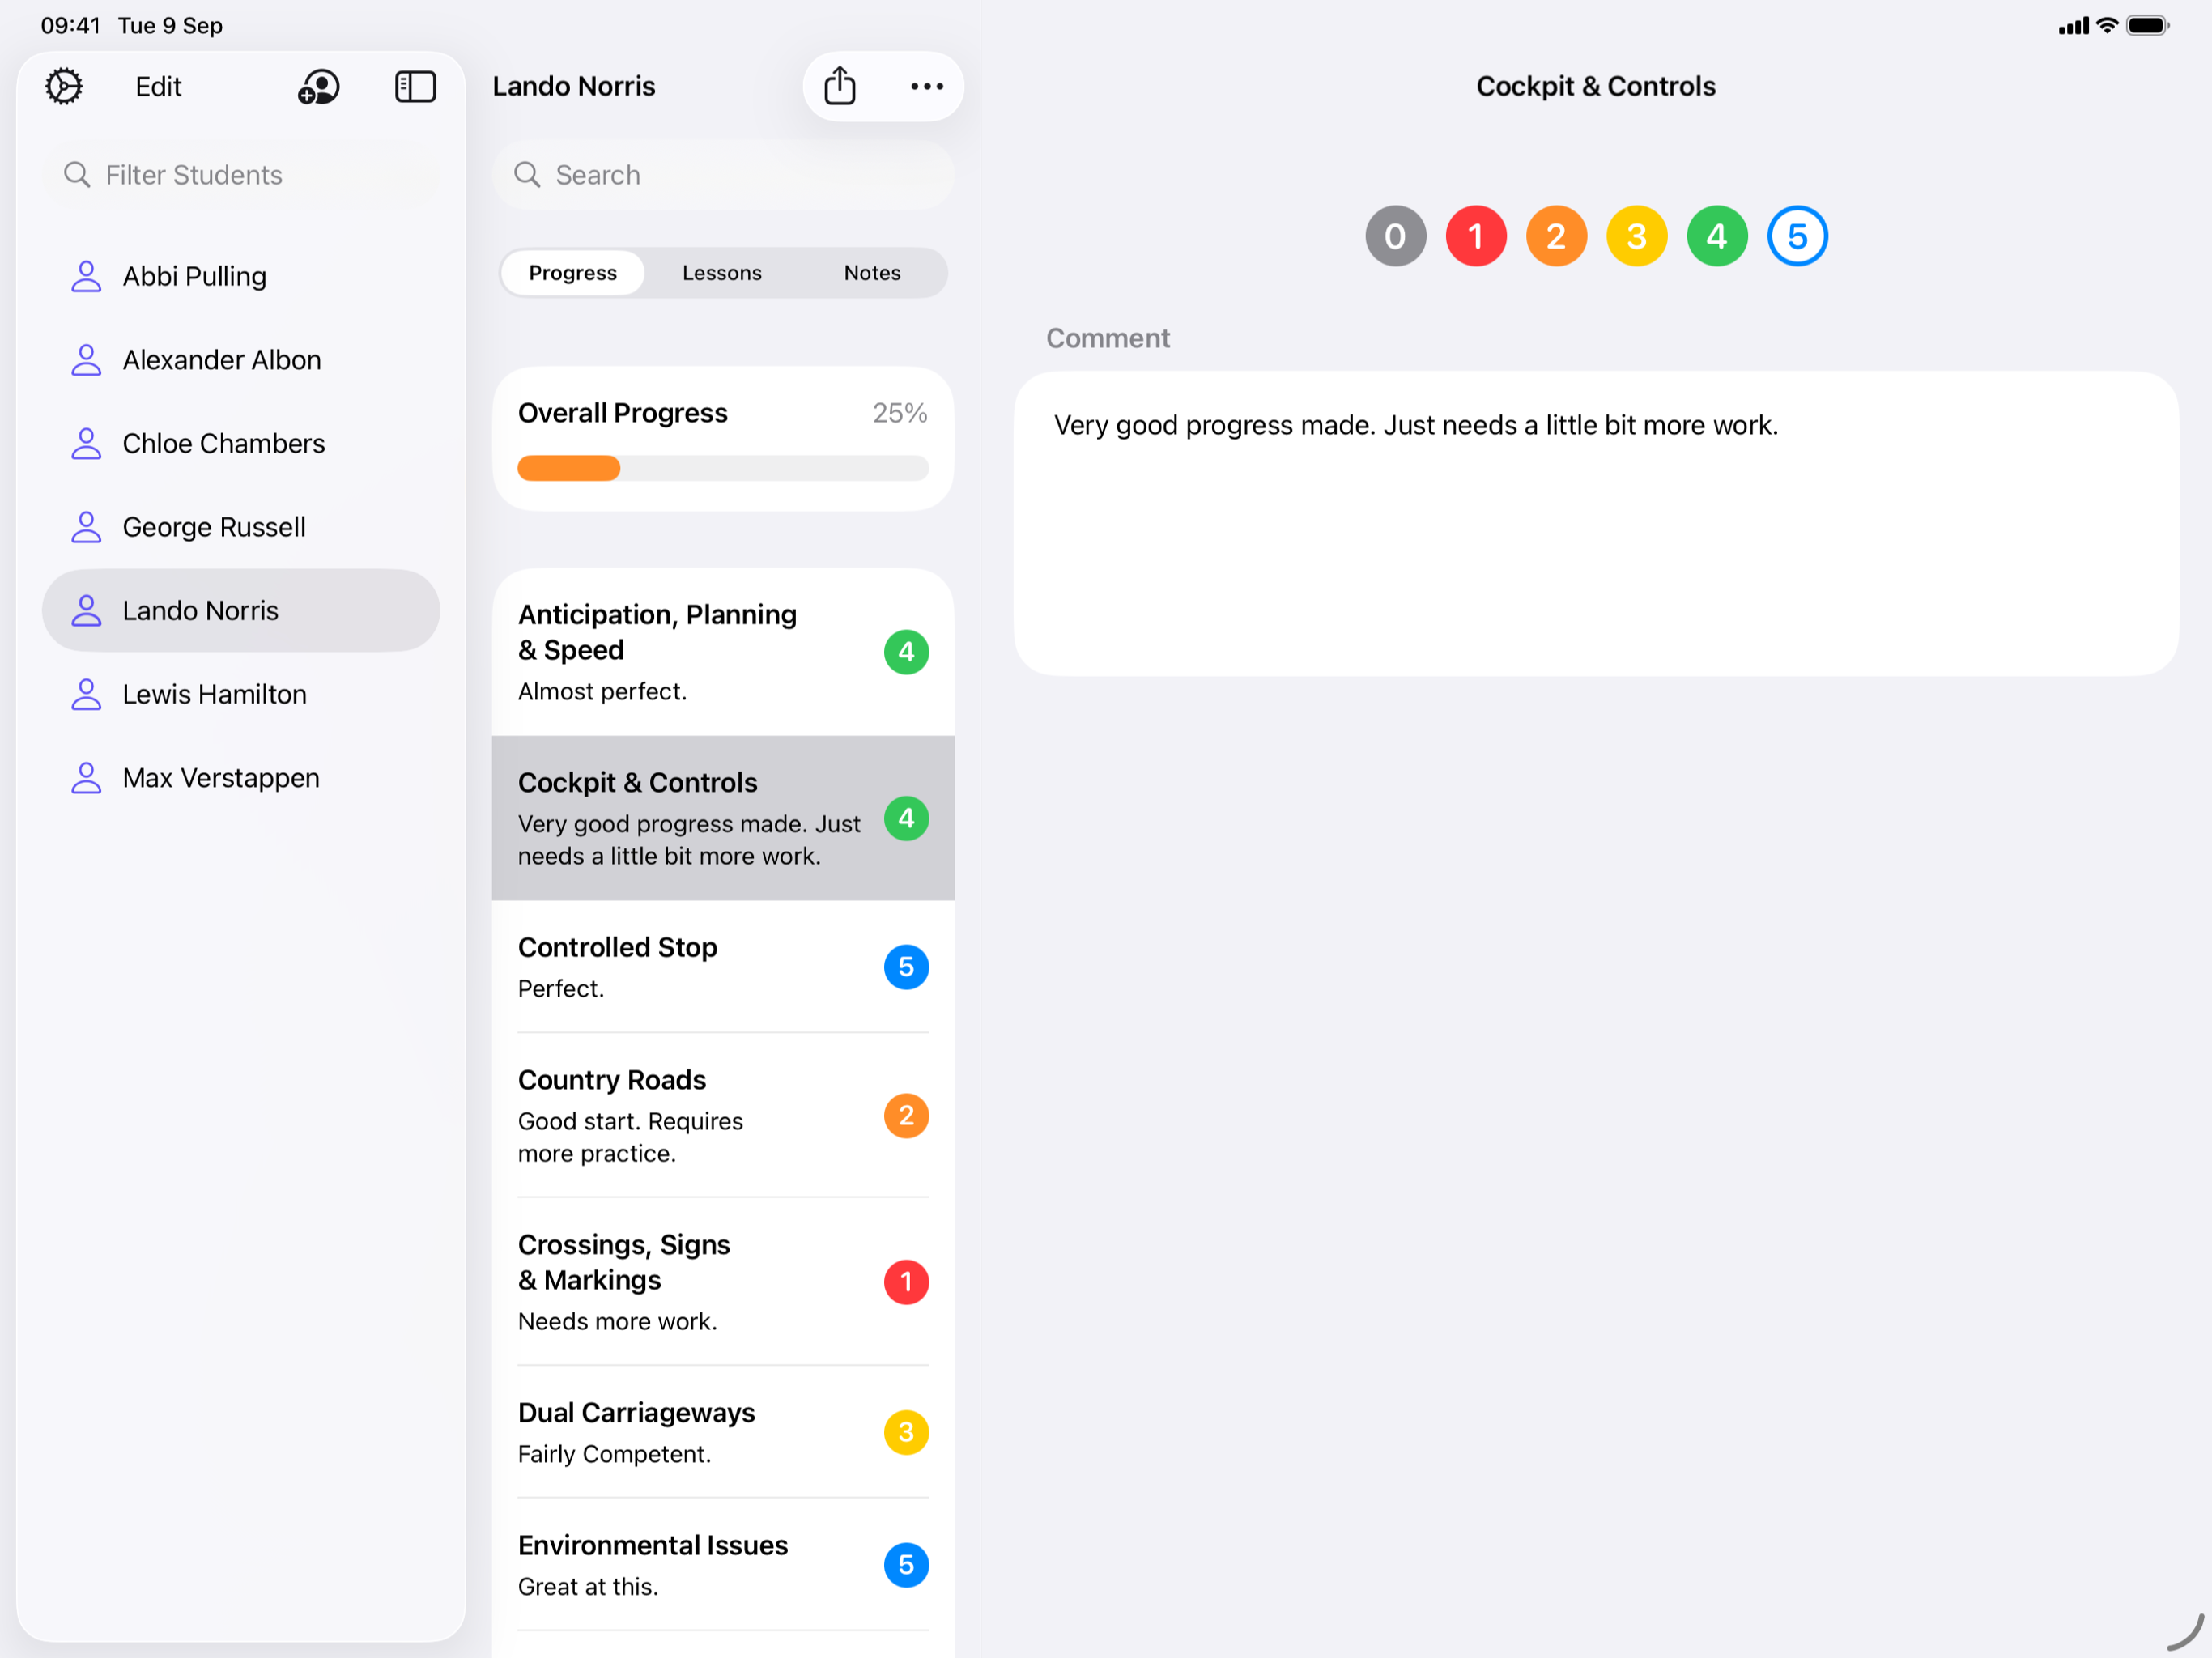 09:41 Tue 9 Sep
Edit
Filter Students
Abbi Pulling
Alexander Albon
Chloe Chambers
George Russell
Lando Norris
Lewis Hamilton
Max Verstappen
Lando Norris
Search
Progress Lessons Notes
Overall Progress 25%
Anticipation, Planning
& Speed
Almost perfect.
4
Cockpit & Controls
Very good progress made. Just
needs a little bit more work.
4
Controlled Stop
Perfect.
5
Country Roads
Good start. Requires
more practice.
2
Crossings, Signs
& Markings
Needs more work.
1
Dual Carriageways
Fairly Competent.
3
Environmental Issues
Great at this.
5
Cockpit & Controls
0 1 2 3 4 5
Comment
Very good progress made. Just needs a little bit more work.